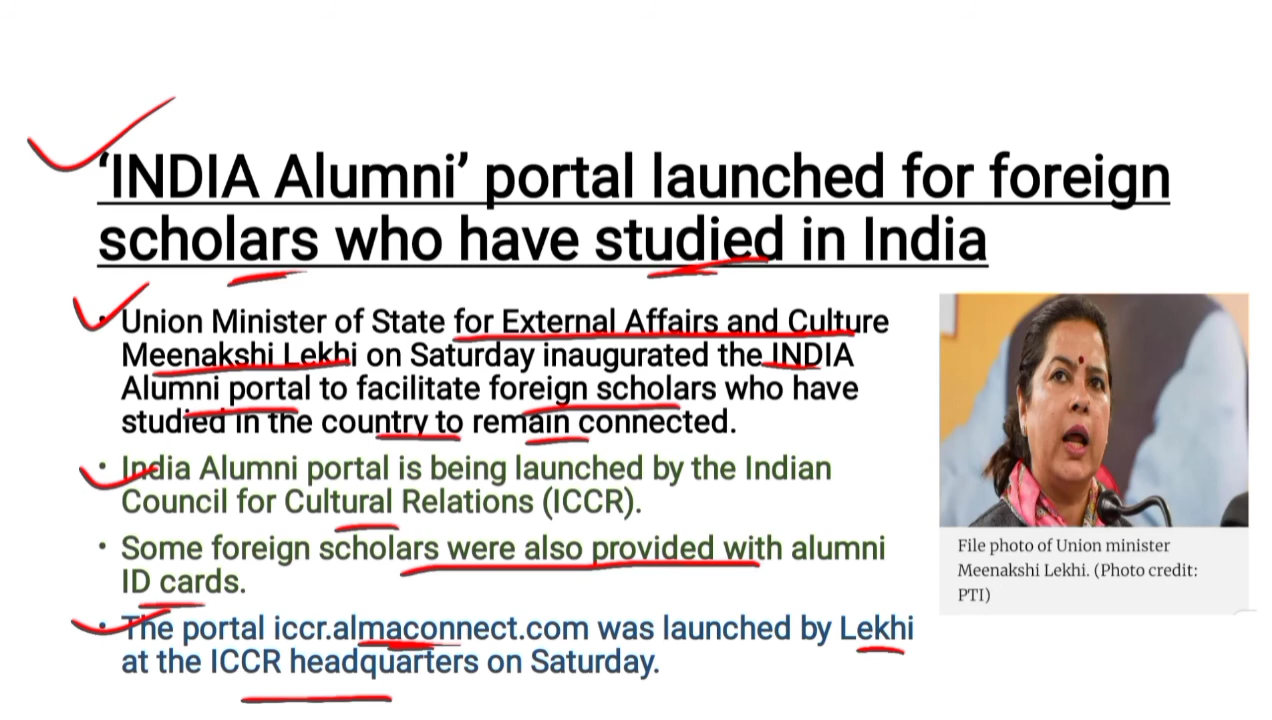 ‘INDIA Alumni’ portal launched for foreign
scholars who have studied in India
• Union Minister of State for External Affairs and Culture
Meenakshi Lekhi on Saturday inaugurated the INDIA
Alumni portal to facilitate foreign scholars who have
studied in the country to remain connected.
• India Alumni portal is being launched by the Indian
Council for Cultural Relations (ICCR).
• Some foreign scholars were also provided with alumni
ID cards.
• The portal iccr.almaconnect.com was launched by Lekhi
at the ICCR headquarters on Saturday.
File photo of Union minister
Meenakshi Lekhi. (Photo credit:
PTI)